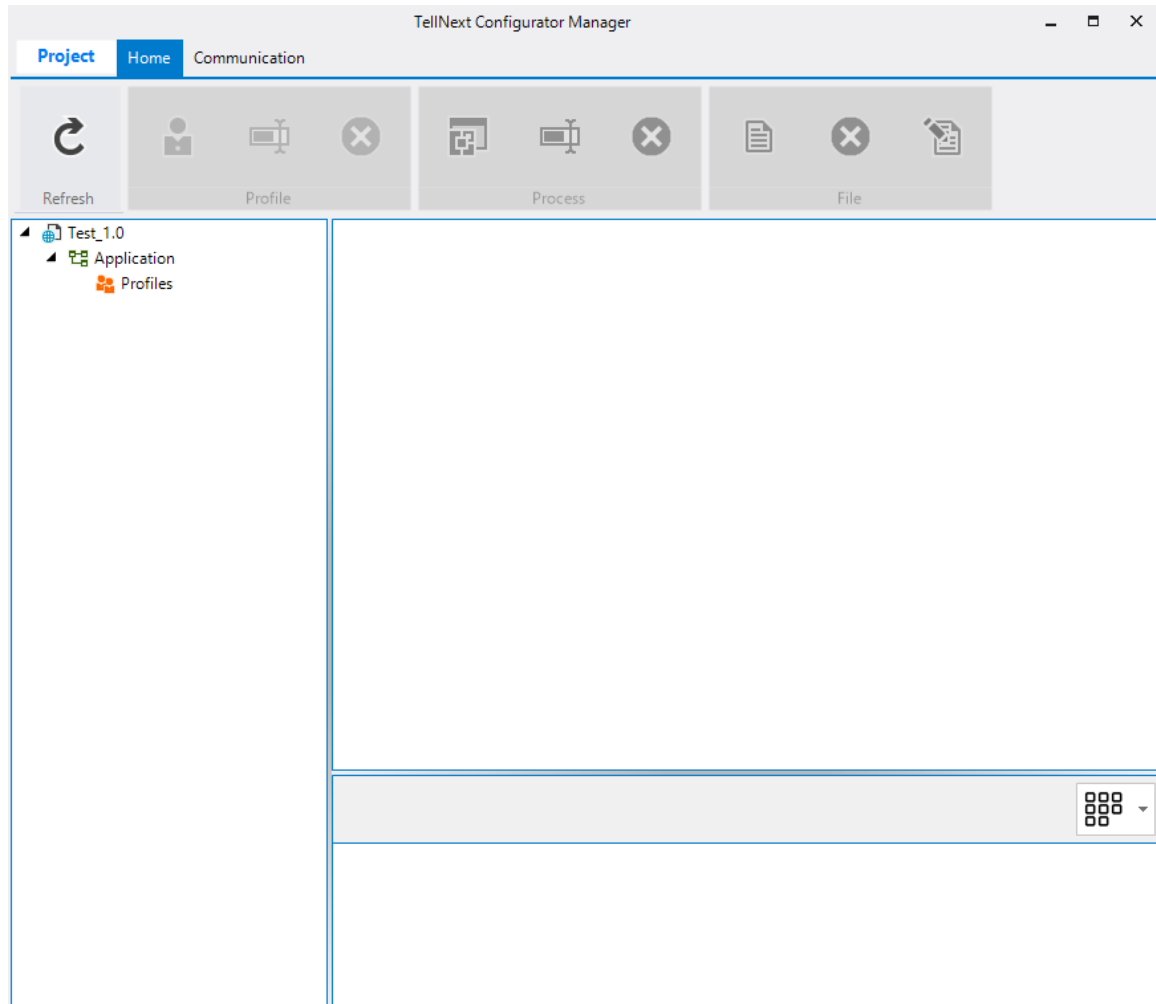 TellNext Configurator Manager
Project Home Communication
Refresh Profile Process File
Test_1.0
Application
Profiles